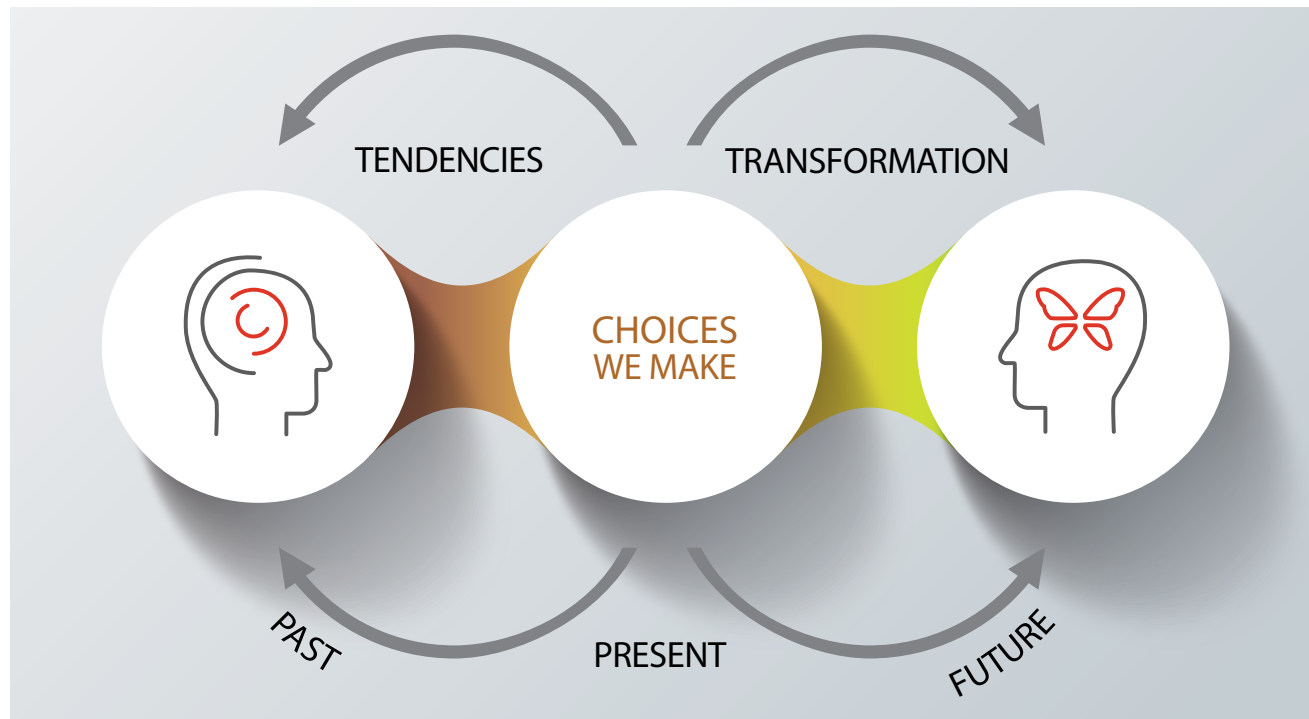 TENDENCIES
TRANSFORMATION
CHOICES
WE MAKE
PAST
PRESENT
FUTURE